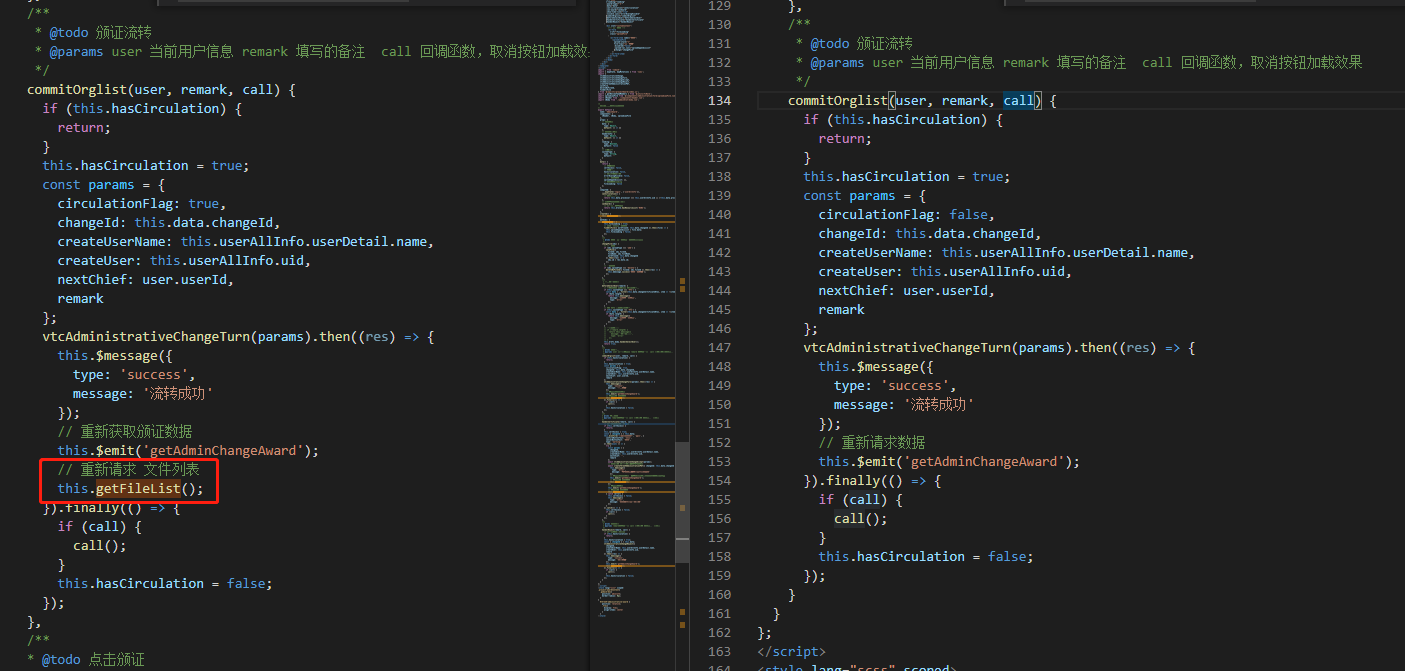 /**
* @todo 颁证流转
* @params user 当前用户信息 remark 填写的备注  call 回调函数，取消按钮加载效
*/
commitOrglist(user, remark, call) {
if (this.hasCirculation) {
return;
}
this.hasCirculation = true;
const params = {
circulationFlag: true,
changeId: this.data.changeId,
createUserName: this.userAllInfo.userDetail.name,
createUser: this.userAllInfo.uid,
nextChief: user.userId,
remark
};
vtcAdministrativeChangeTurn(params).then((res) => {
this.$message({
type: 'success',
message: '流转成功'
});
// 重新获取颁证数据
this.$emit('getAdminChangeAward');
// 重新请求 文件列表
this.getFileList();
}).finally(() => {
if (call) {
call();
}
this.hasCirculation = false;
});
},
/**
* @todo 点击颁证
129 },
130 /**
131 * @todo 颁证流转
132 * @params user 当前用户信息 remark 填写的备注  call 回调函数，取消按钮加载效果
133 */
134 commitOrglist(user, remark, call) {
135 if (this.hasCirculation) {
136 return;
137 }
138 this.hasCirculation = true;
139 const params = {
140 circulationFlag: false,
141 changeId: this.data.changeId,
142 createUserName: this.userAllInfo.userDetail.name,
143 createUser: this.userAllInfo.uid,
144 nextChief: user.userId,
145 remark
146 };
147 vtcAdministrativeChangeTurn(params).then((res) => {
148 this.$message({
149 type: 'success',
150 message: '流转成功'
151 });
152 // 重新请求数据
153 this.$emit('getAdminChangeAward');
154 }).finally(() => {
155 if (call) {
156 call();
157 }
158 this.hasCirculation = false;
159 });
160 }
161 }
162 };
163 </script>
164 <style lang="scss" scoped>